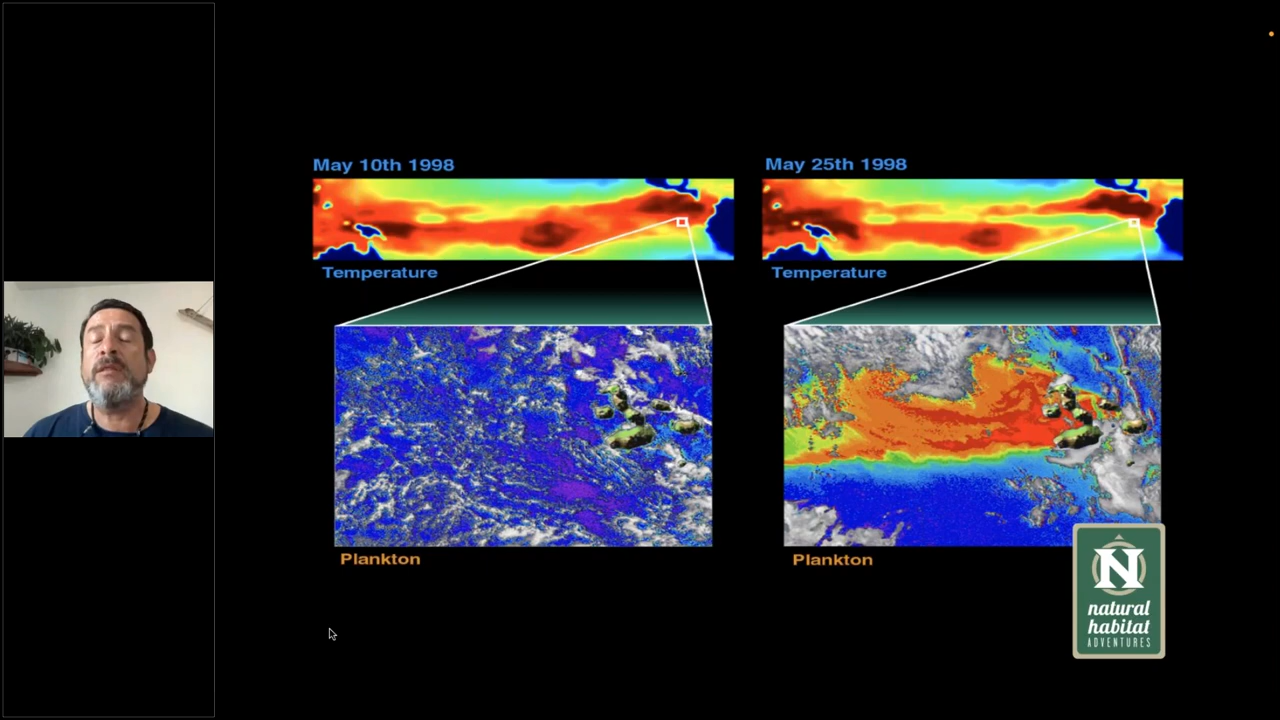 May 10th 1998
May 25th 1998
Temperature
Temperature
Plankton
Plankton
N
natural
habitat
ADVENTURES